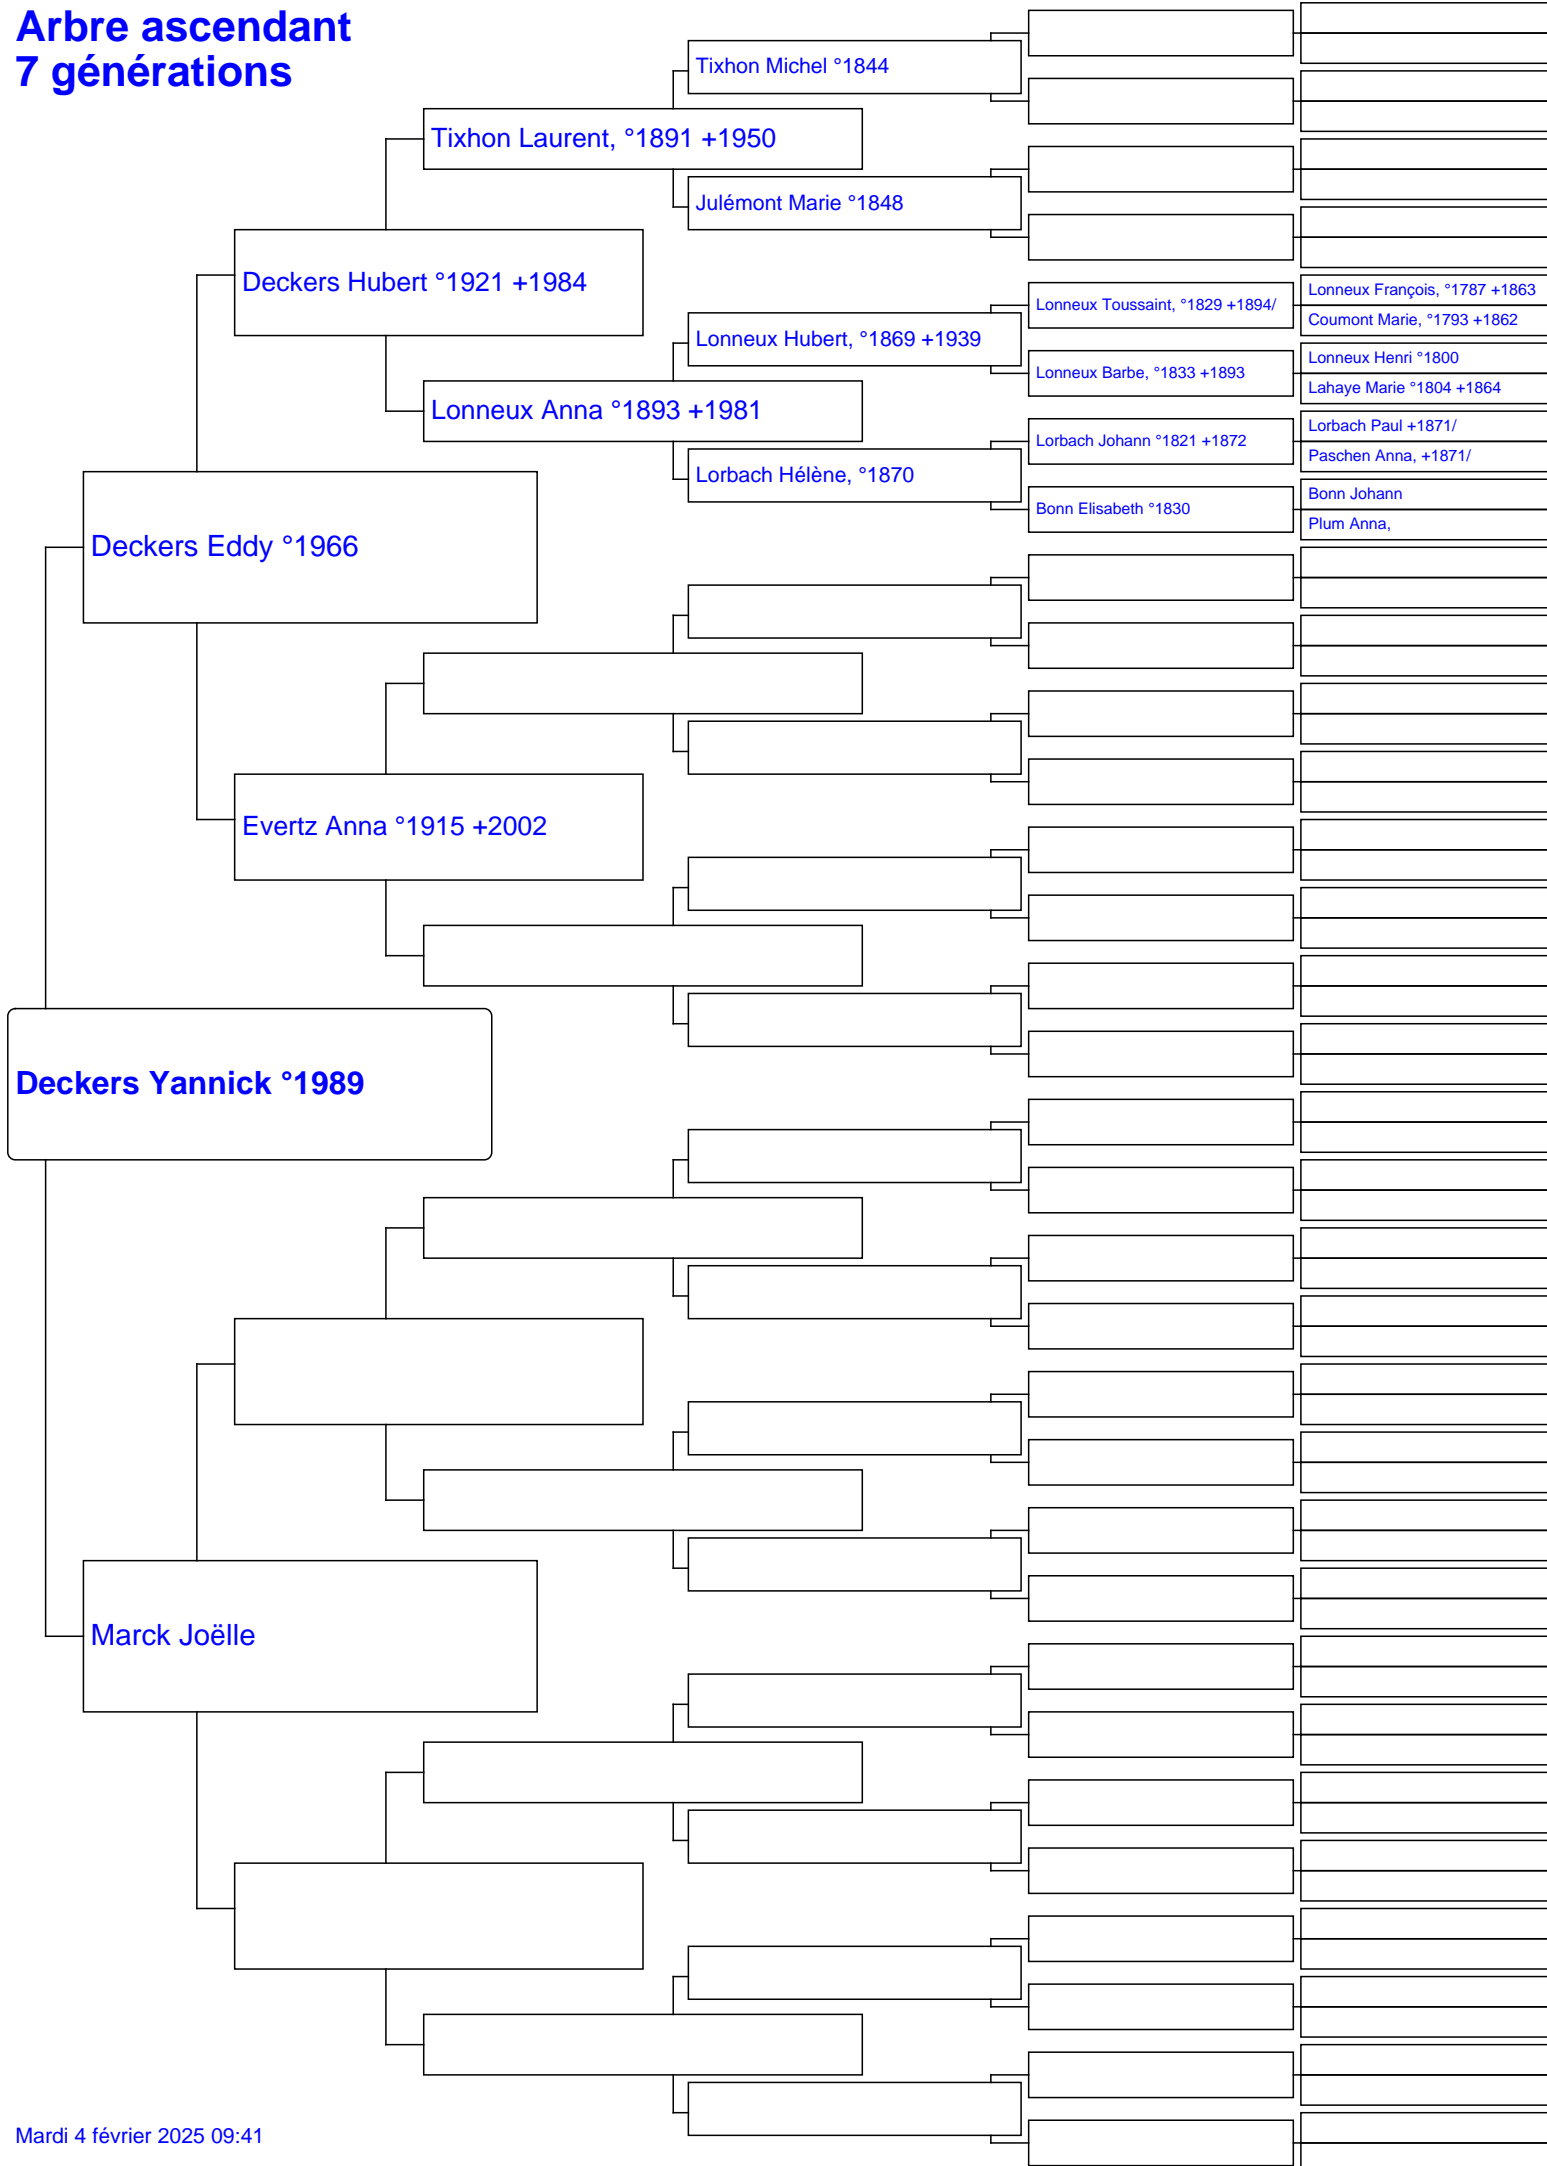 Arbre ascendant
7 générations
Tixhon Michel °1844
Tixhon Laurent, °1891 +1950
Julémont Marie °1848
Deckers Hubert °1921 +1984
Lonneux François, °1787 +1863
Lonneux Toussaint, °1829 +1894/
Coumont Marie, °1793 +1862
Lonneux Hubert, °1869 +1939
Lonneux Henri °1800
Lonneux Barbe, °1833 +1893
Lahaye Marie °1804 +1864
Lonneux Anna °1893 +1981
Lorbach Paul +1871/
Lorbach Johann °1821 +1872
Paschen Anna, +1871/
Lorbach Hélène, °1870
Bonn Johann
Bonn Elisabeth °1830
Plum Anna,
Deckers Eddy °1966
Evertz Anna °1915 +2002
Deckers Yannick °1989
Marck Joëlle
Mardi 4 février 2025 09:41